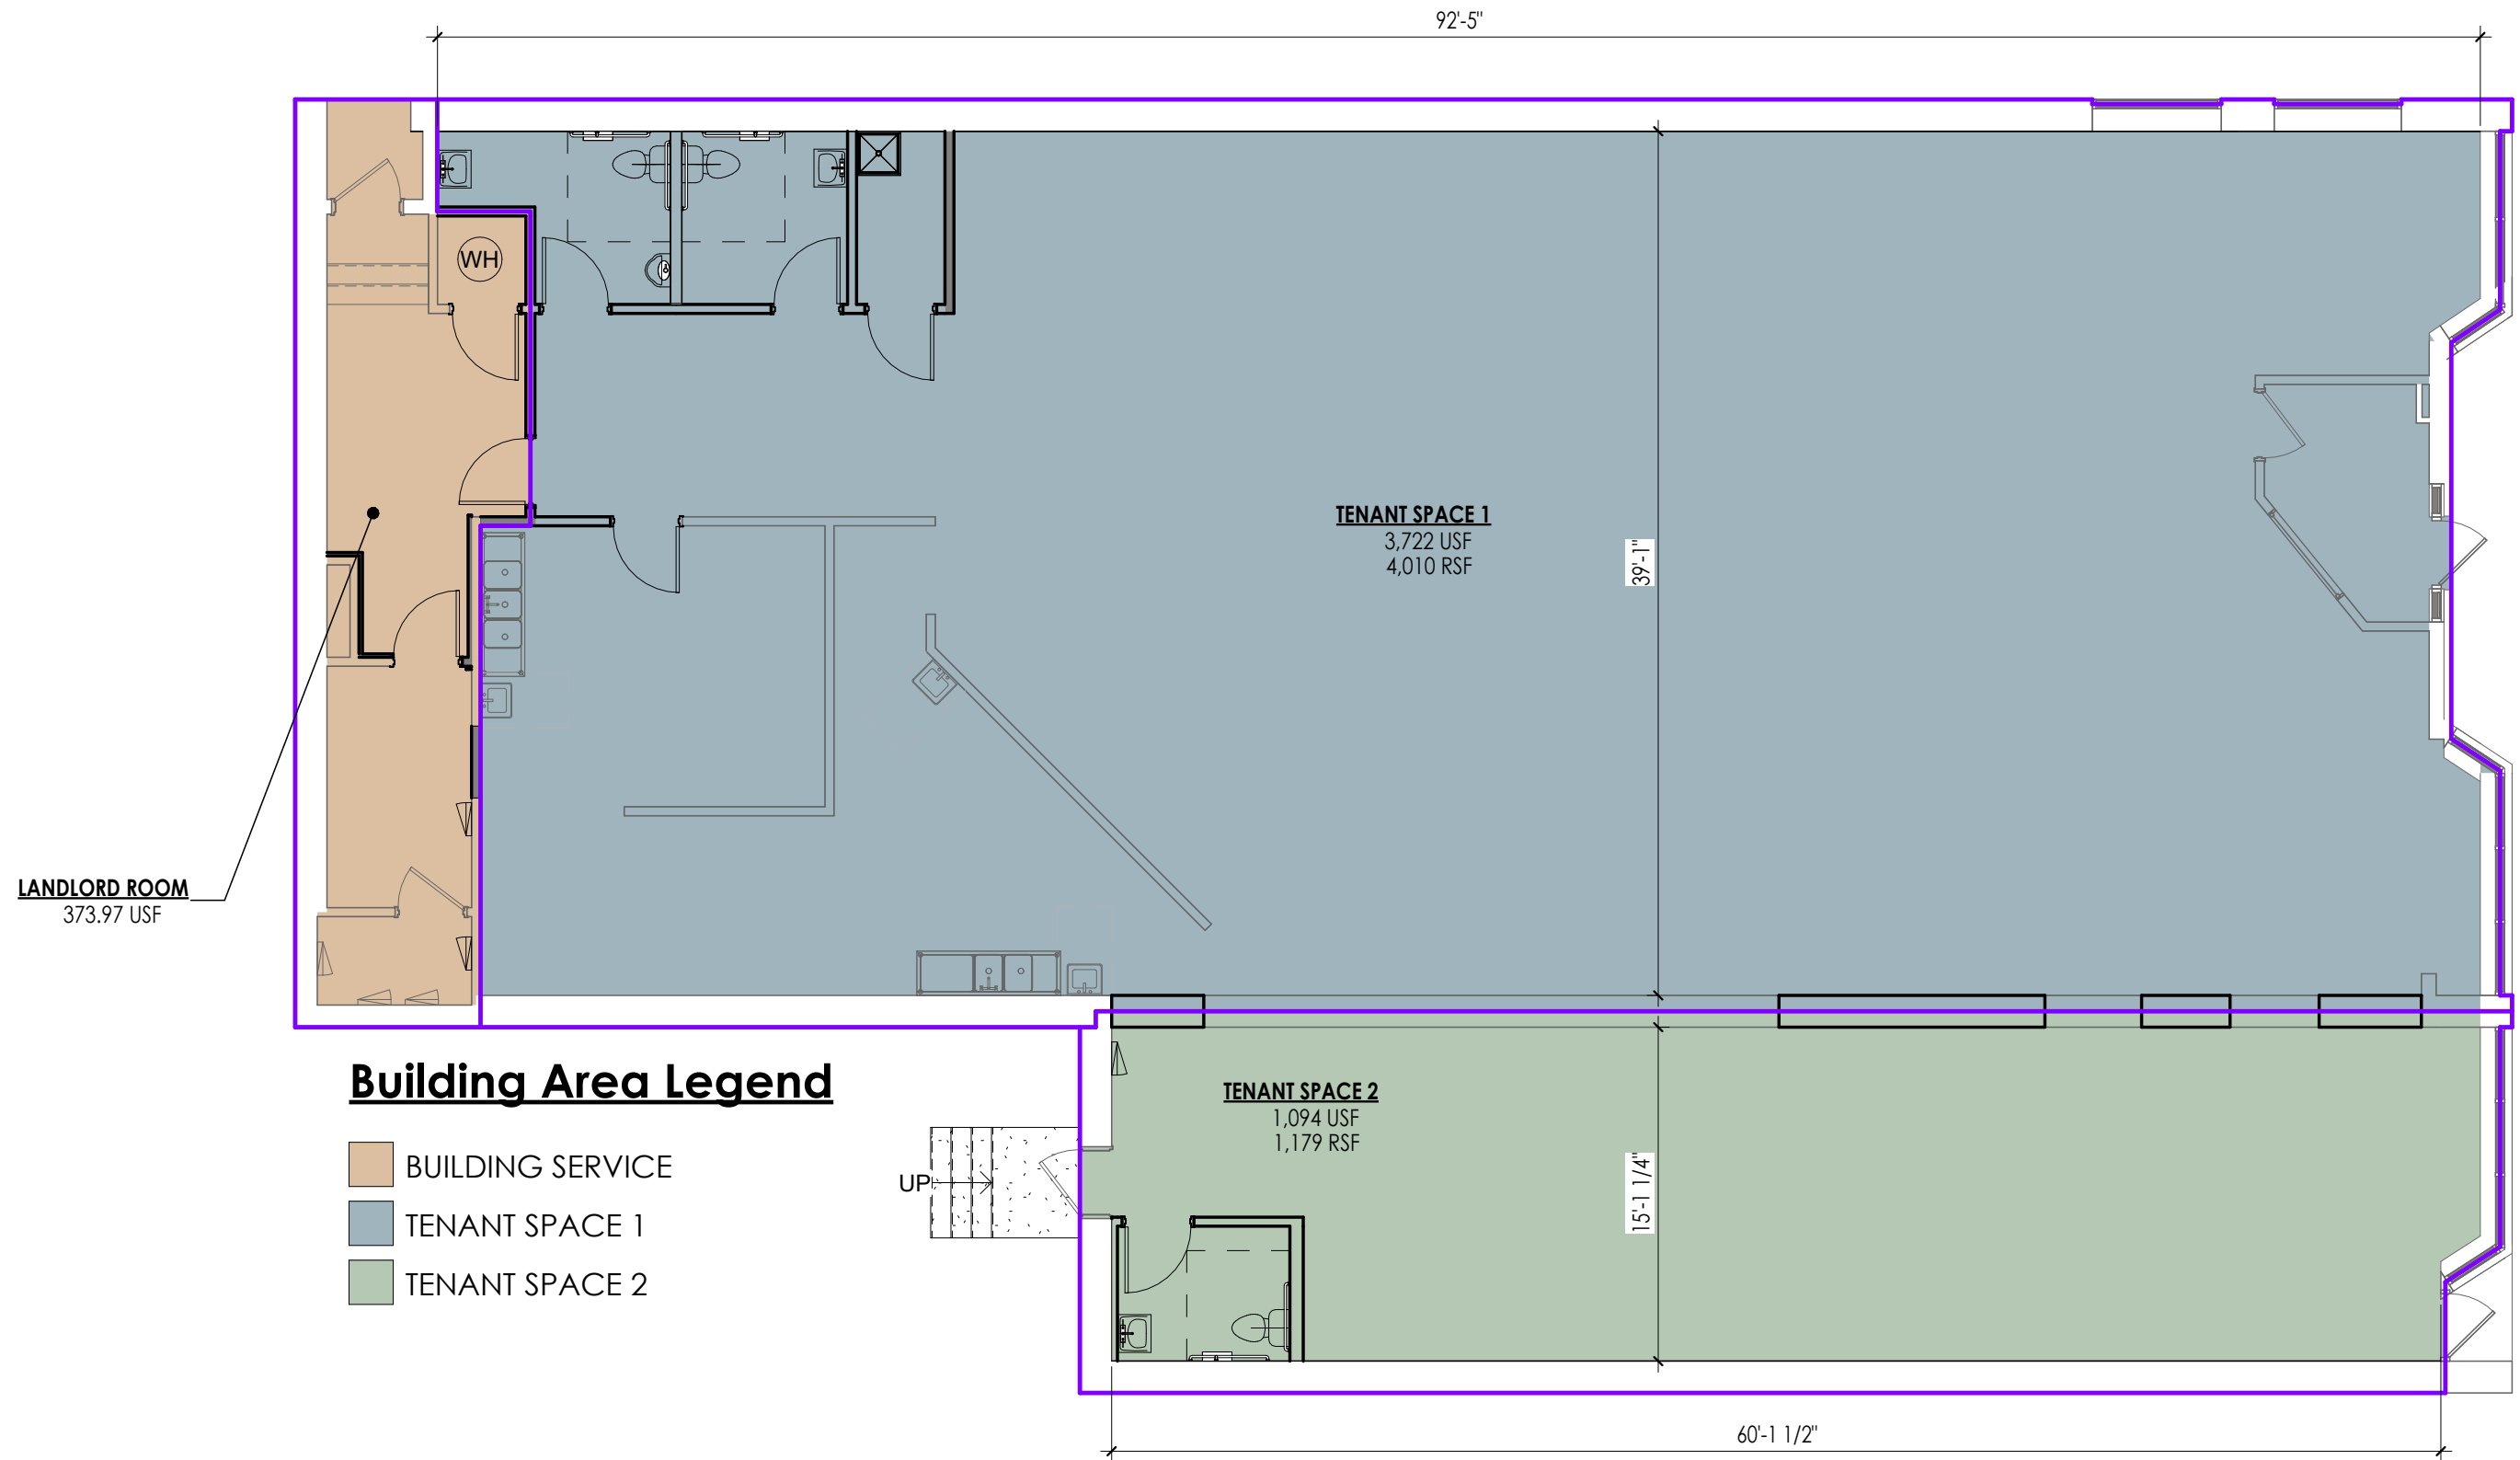 92'-5"
WH
TENANT SPACE 1
3,722 USF
4,010 RSF
39'-1"
LANDLORD ROOM
373.97 USF
Building Area Legend
BUILDING SERVICE
TENANT SPACE 1
TENANT SPACE 2
TENANT SPACE 2
1,094 USF
1,179 RSF
UP
15'-1 1/4"
60'-1 1/2"